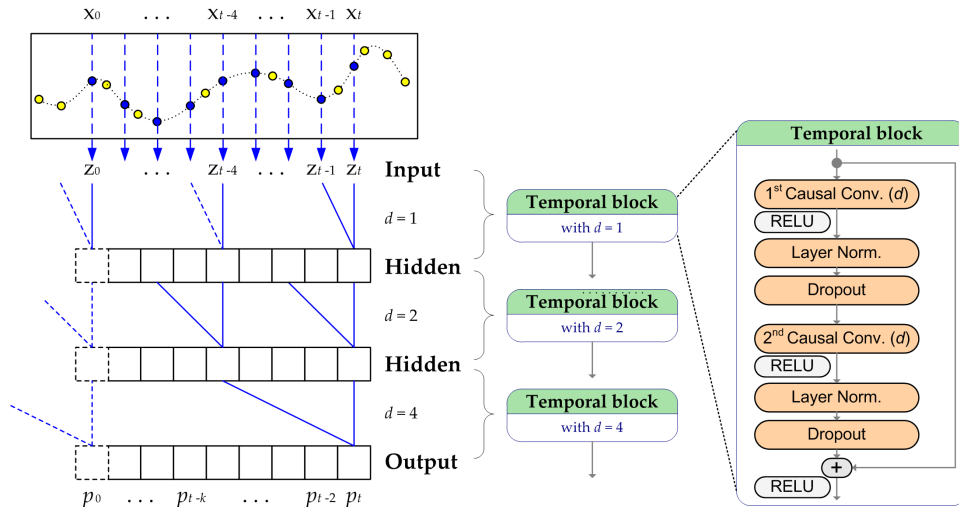 x0 . . . xt-4 . . . xt-1 xt
z0 . . . zt-4 . . . zt-1 zt Input
d = 1
Hidden
d = 2
Hidden
d = 4
Output
p0 . . . pt-k . . . pt-2 pt
Temporal block
with d = 1
Temporal block
with d = 2
Temporal block
with d = 4
Temporal block
1st Causal Conv. (d)
RELU
Layer Norm.
Dropout
2nd Causal Conv. (d)
RELU
Layer Norm.
Dropout
+
RELU